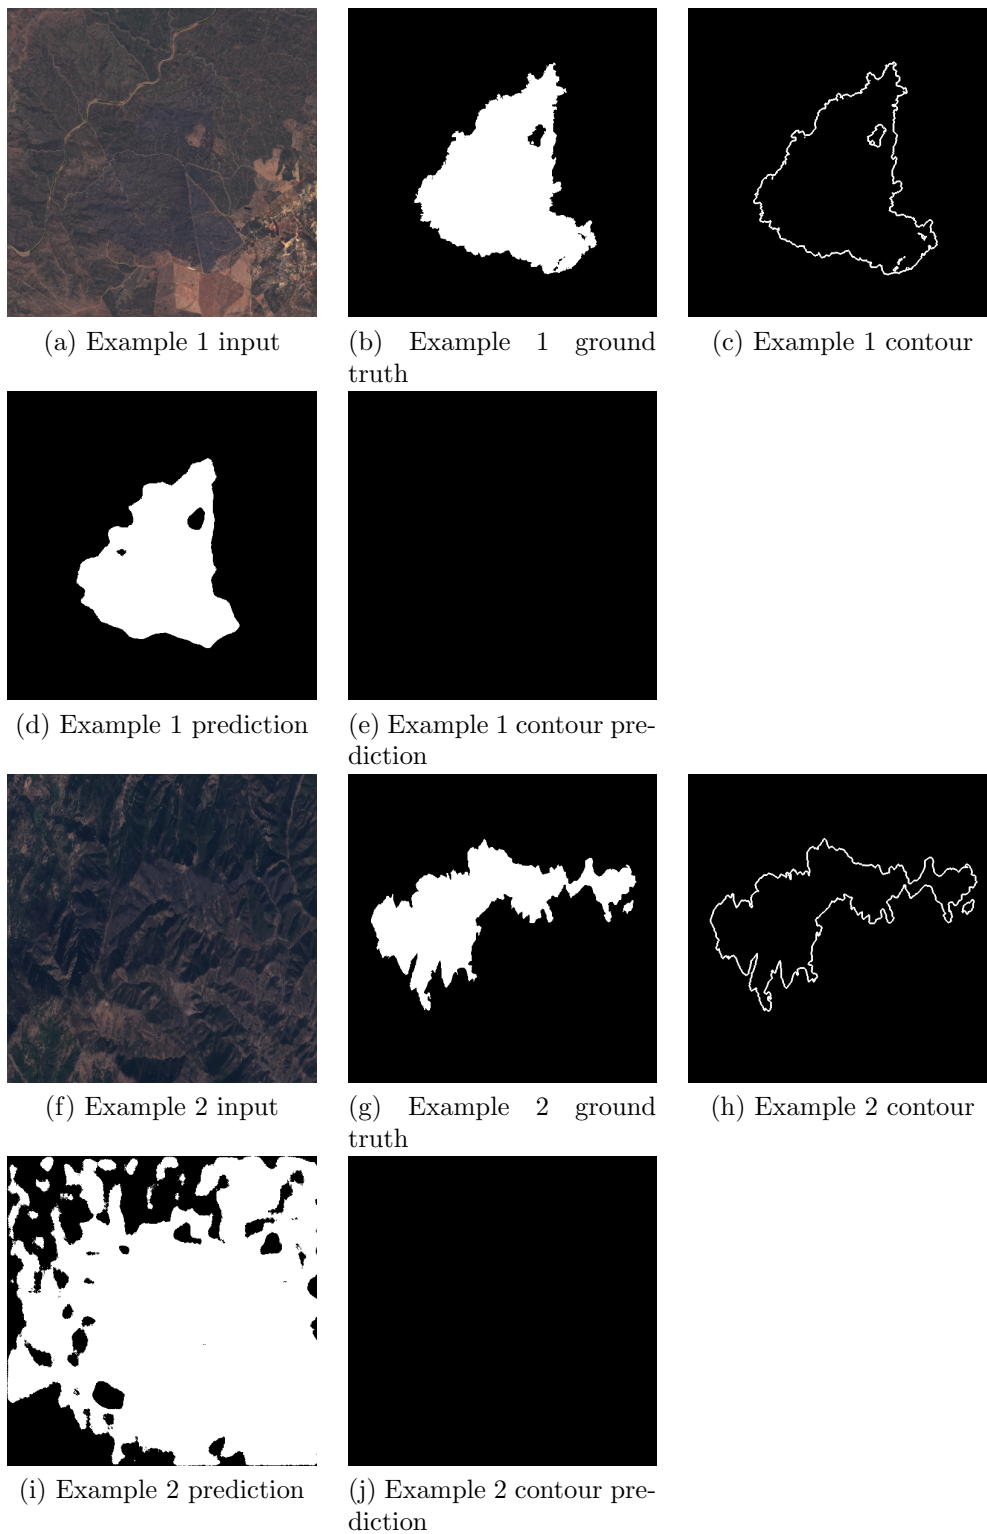 (a) Example 1 input
(b) Example 1 ground
truth
(c) Example 1 contour
(d) Example 1 prediction
(e) Example 1 contour pre-
diction
(f) Example 2 input
(g) Example 2 ground
truth
(h) Example 2 contour
(i) Example 2 prediction
(j) Example 2 contour pre-
diction